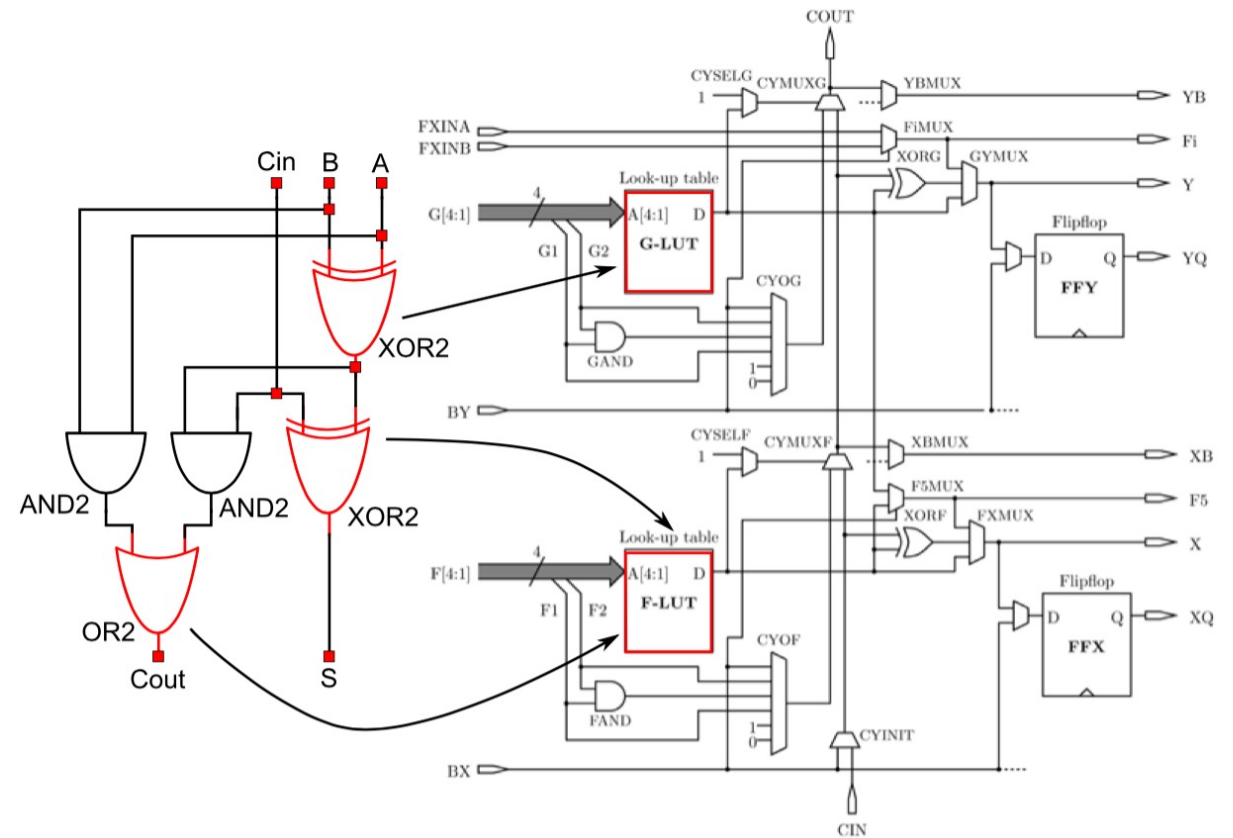 Cin
B
A
XOR2
AND2
AND2
XOR2
OR2
Cout
S
COUT
CYSELG
1
CYMUXG
YBMUX
YB
FXINA
FXINB
FiMUX
Fi
XORG
GYMUX
Y
Look-up table
4
G[4:1]
A[4:1]
D
G-LUT
G1
G2
Flipflop
D
Q
FFY
YQ
CYOG
GAND
1
0
BY
CYSELF
1
CYMUXF
XBMUX
XB
F5MUX
F5
XORF
FXMUX
X
Look-up table
4
F[4:1]
A[4:1]
D
F-LUT
F1
F2
Flipflop
D
Q
FFX
XQ
CYOF
FAND
1
0
CYINIT
BX
CIN